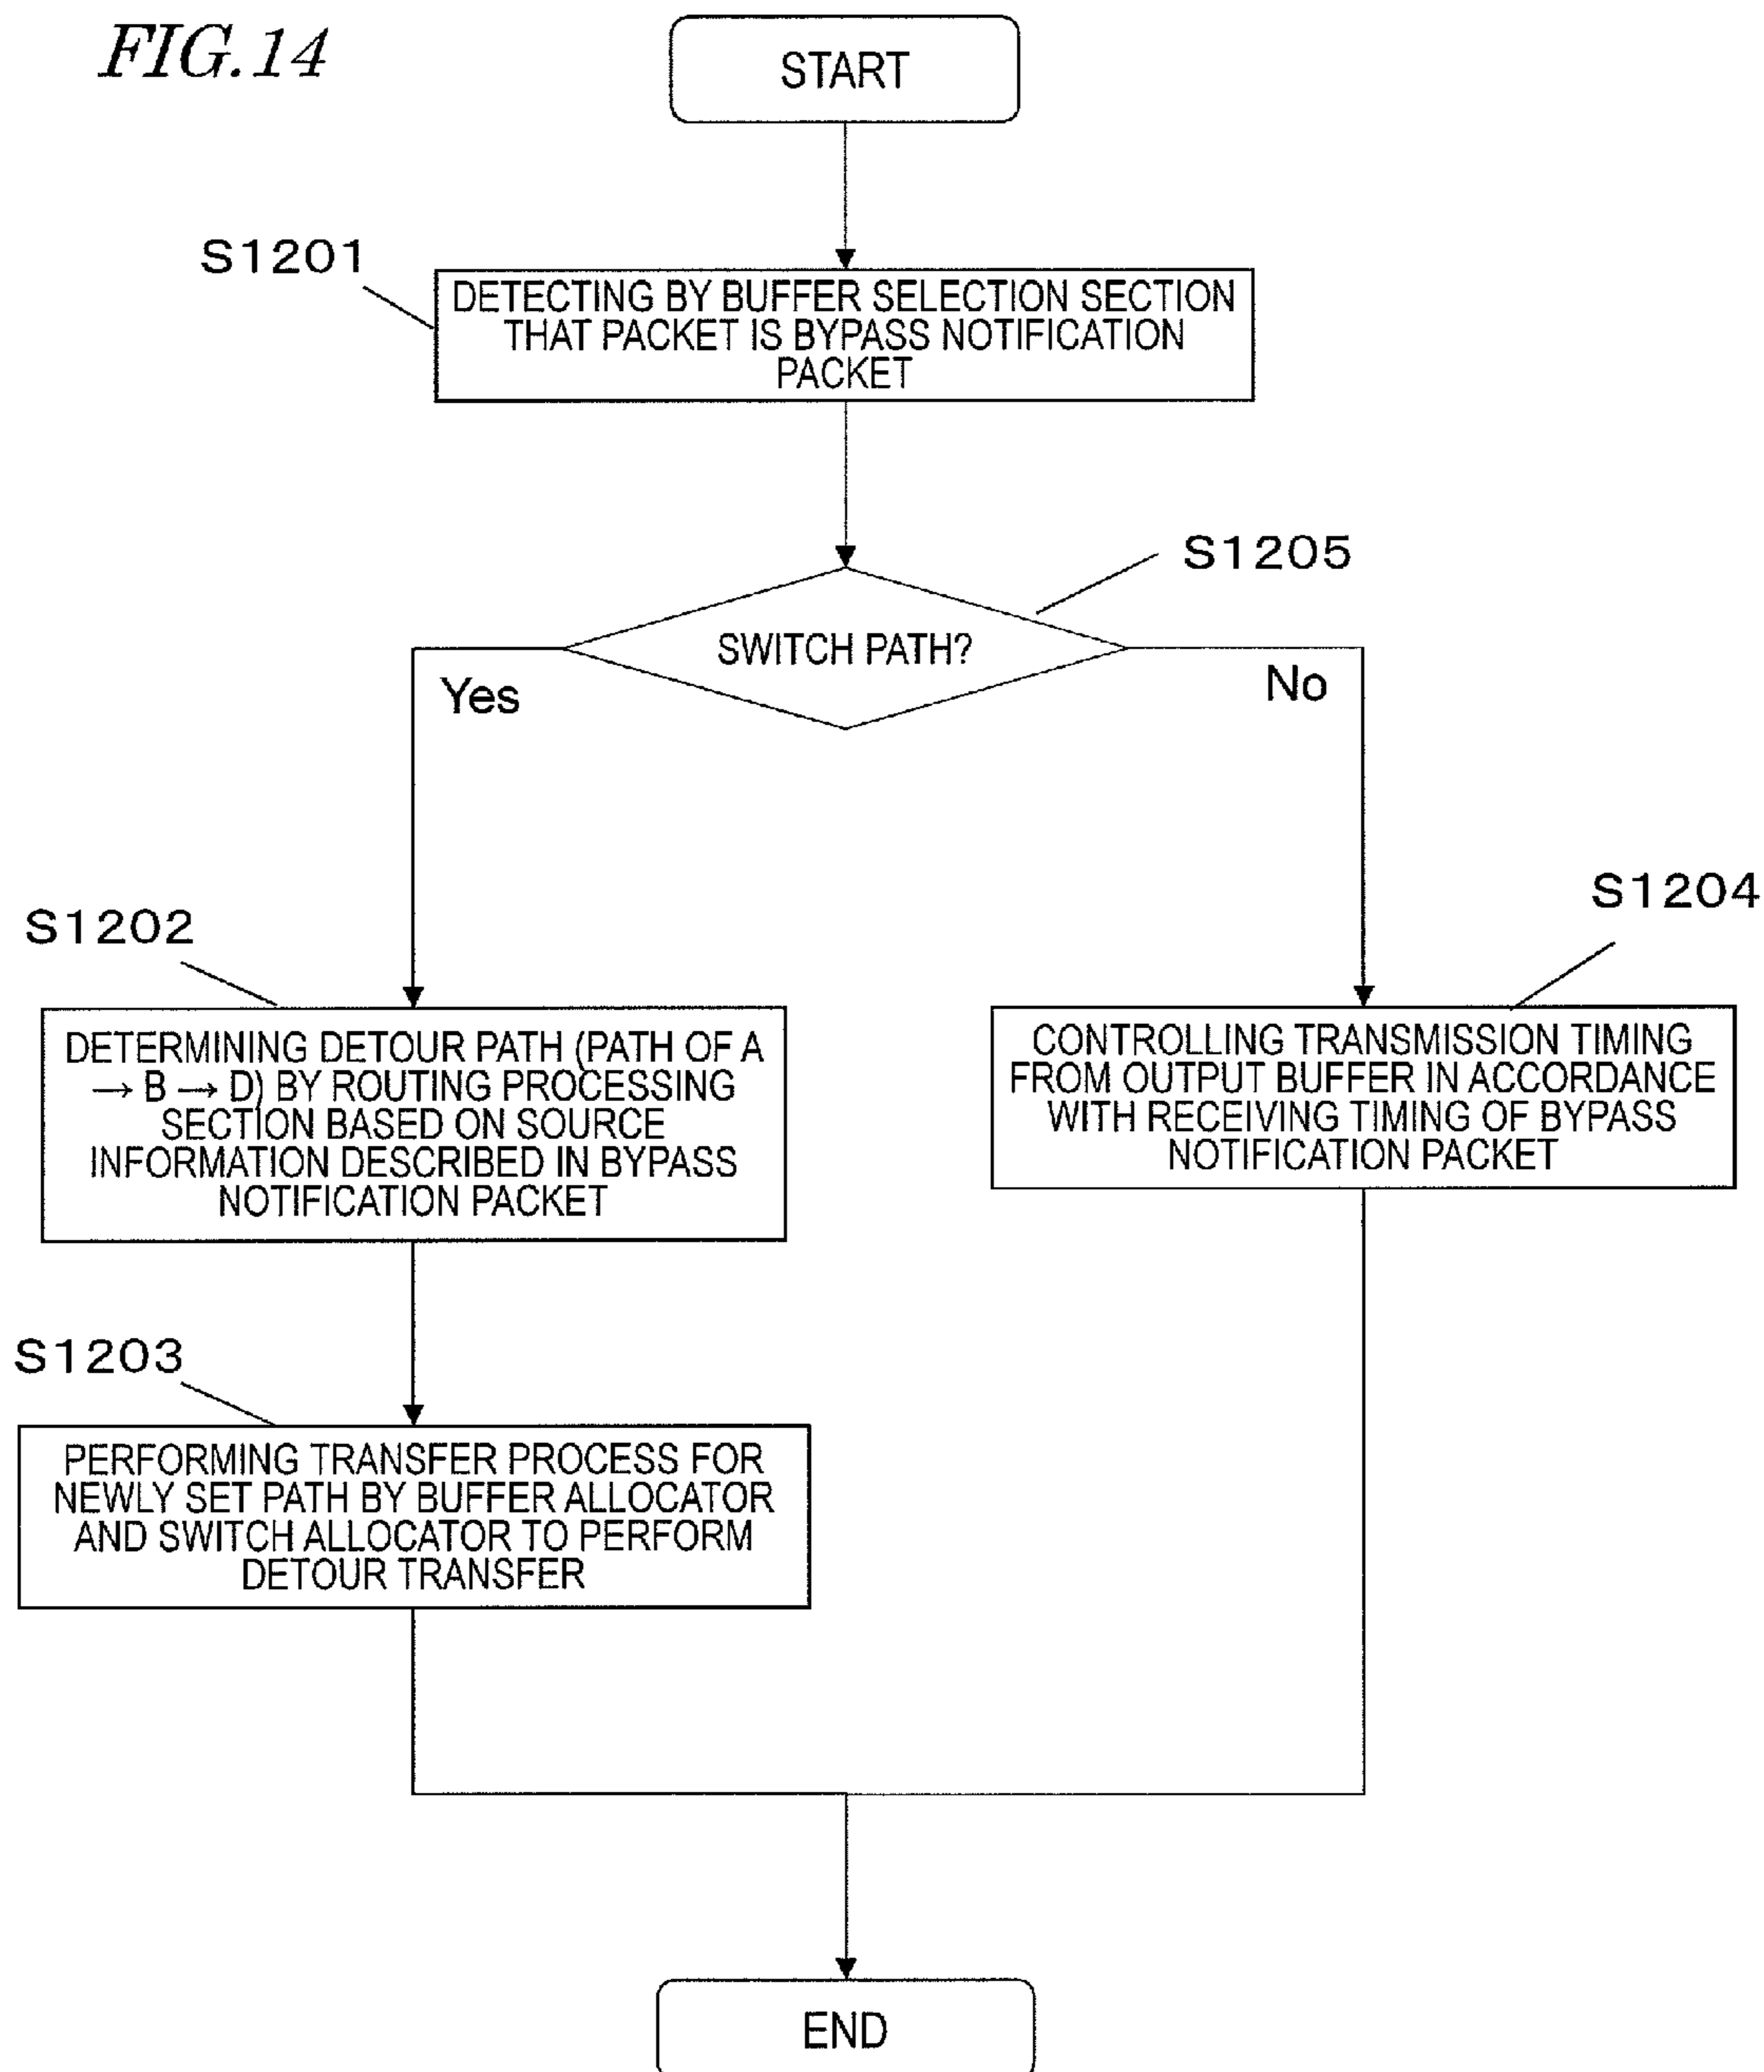 FIG.14
START
S1201
DETECTING BY BUFFER SELECTION SECTION
THAT PACKET IS BYPASS NOTIFICATION
PACKET
S1205
SWITCH PATH?
Yes
No
S1202
DETERMINING DETOUR PATH (PATH OF A
→ B → D) BY ROUTING PROCESSING
SECTION BASED ON SOURCE
INFORMATION DESCRIBED IN BYPASS
NOTIFICATION PACKET
S1204
CONTROLLING TRANSMISSION TIMING
FROM OUTPUT BUFFER IN ACCORDANCE
WITH RECEIVING TIMING OF BYPASS
NOTIFICATION PACKET
S1203
PERFORMING TRANSFER PROCESS FOR
NEWLY SET PATH BY BUFFER ALLOCATOR
AND SWITCH ALLOCATOR TO PERFORM
DETOUR TRANSFER
END